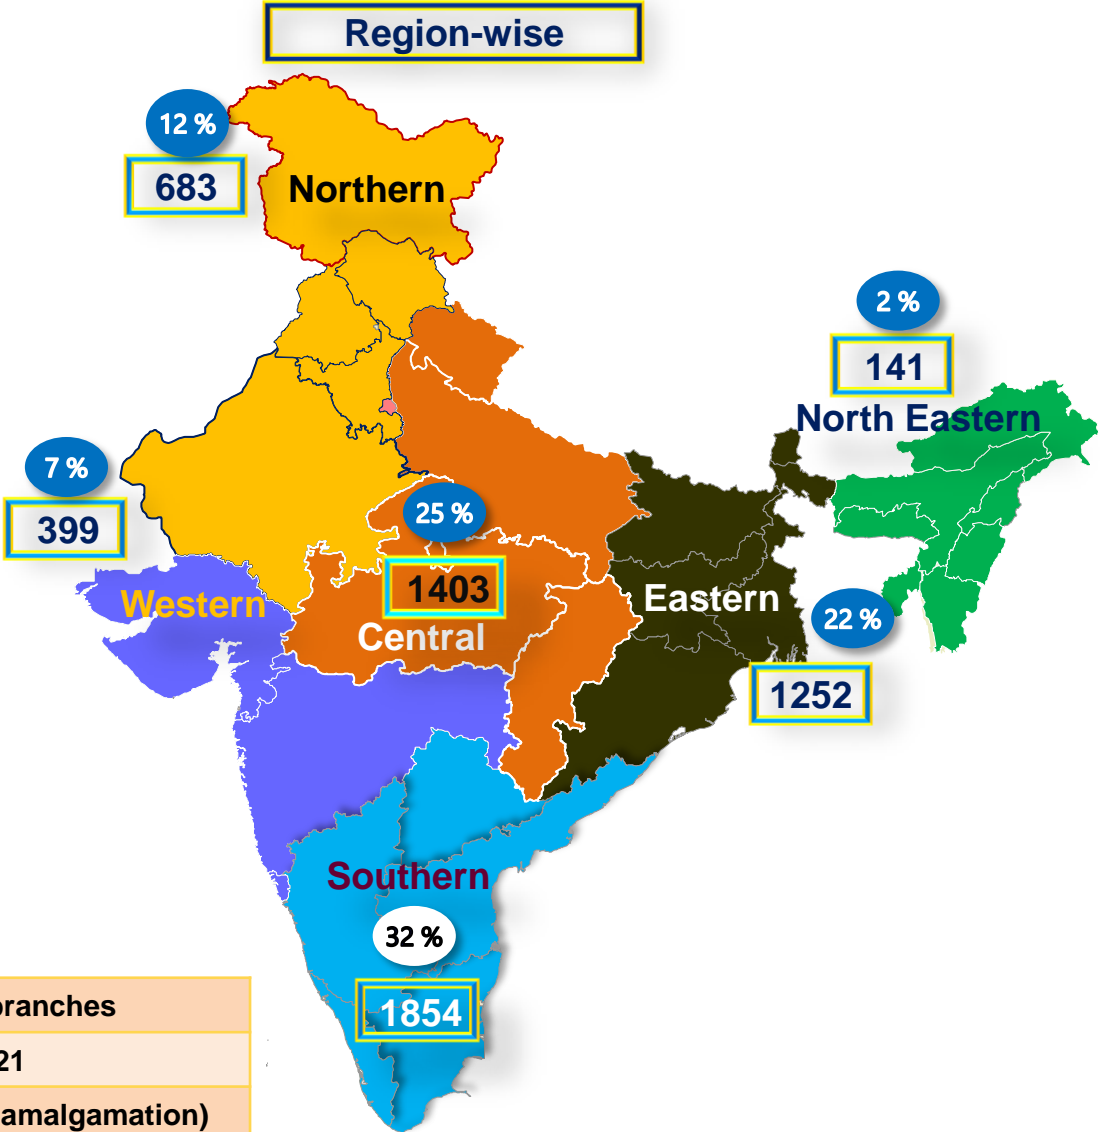 Region-wise
12 %
683
Northern
2 %
141
North Eastern
7 %
399
25 %
1403
Western
Central
Eastern
22 %
1252
Southern
32 %
1854
branches
21
amalgamation)